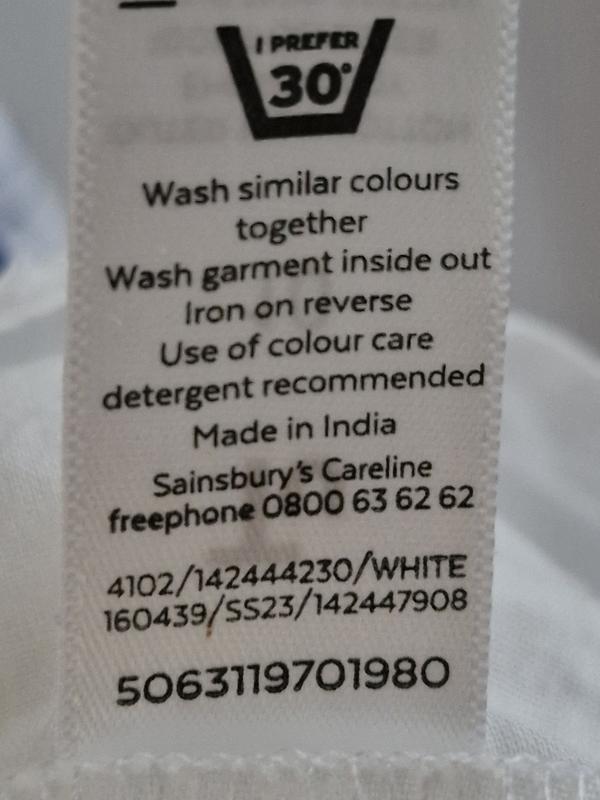 I PREFER
30°
Wash similar colours
together
Wash garment inside out
Iron on reverse
Use of colour care
detergent recommended
Made in India
Sainsbury's Careline
freephone 0800 63 62 62
4102/142444230/WHITE
160439/SS23/142447908
5063119701980